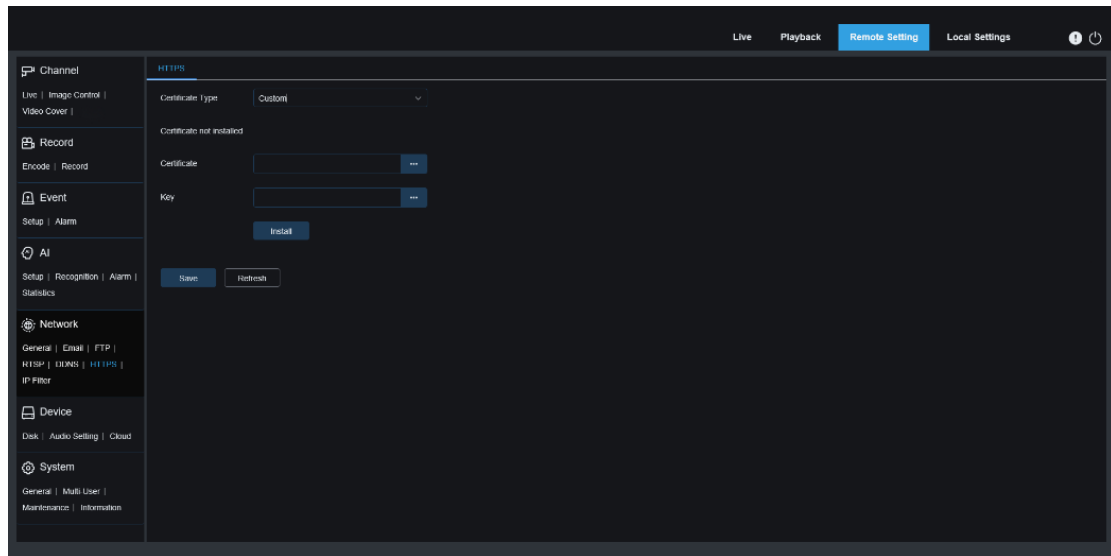 Live Playback Remote Setting Local Settings
Channel
Live | Image Control |
Video Cover |
Record
Encode | Record
Event
Setup | Alarm
AI
Setup | Recognition | Alarm |
Statistics
Network
General | Email | FTP |
RTSP | DDNS | HTTPS |
IP Filter
Device
Disk | Audio Setting | Cloud
System
General | Multi-User |
Maintenance | Information
HTTPS
Certificate Type Custom
Certificate not installed
Certificate ...
Key ...
Install
Save Refresh